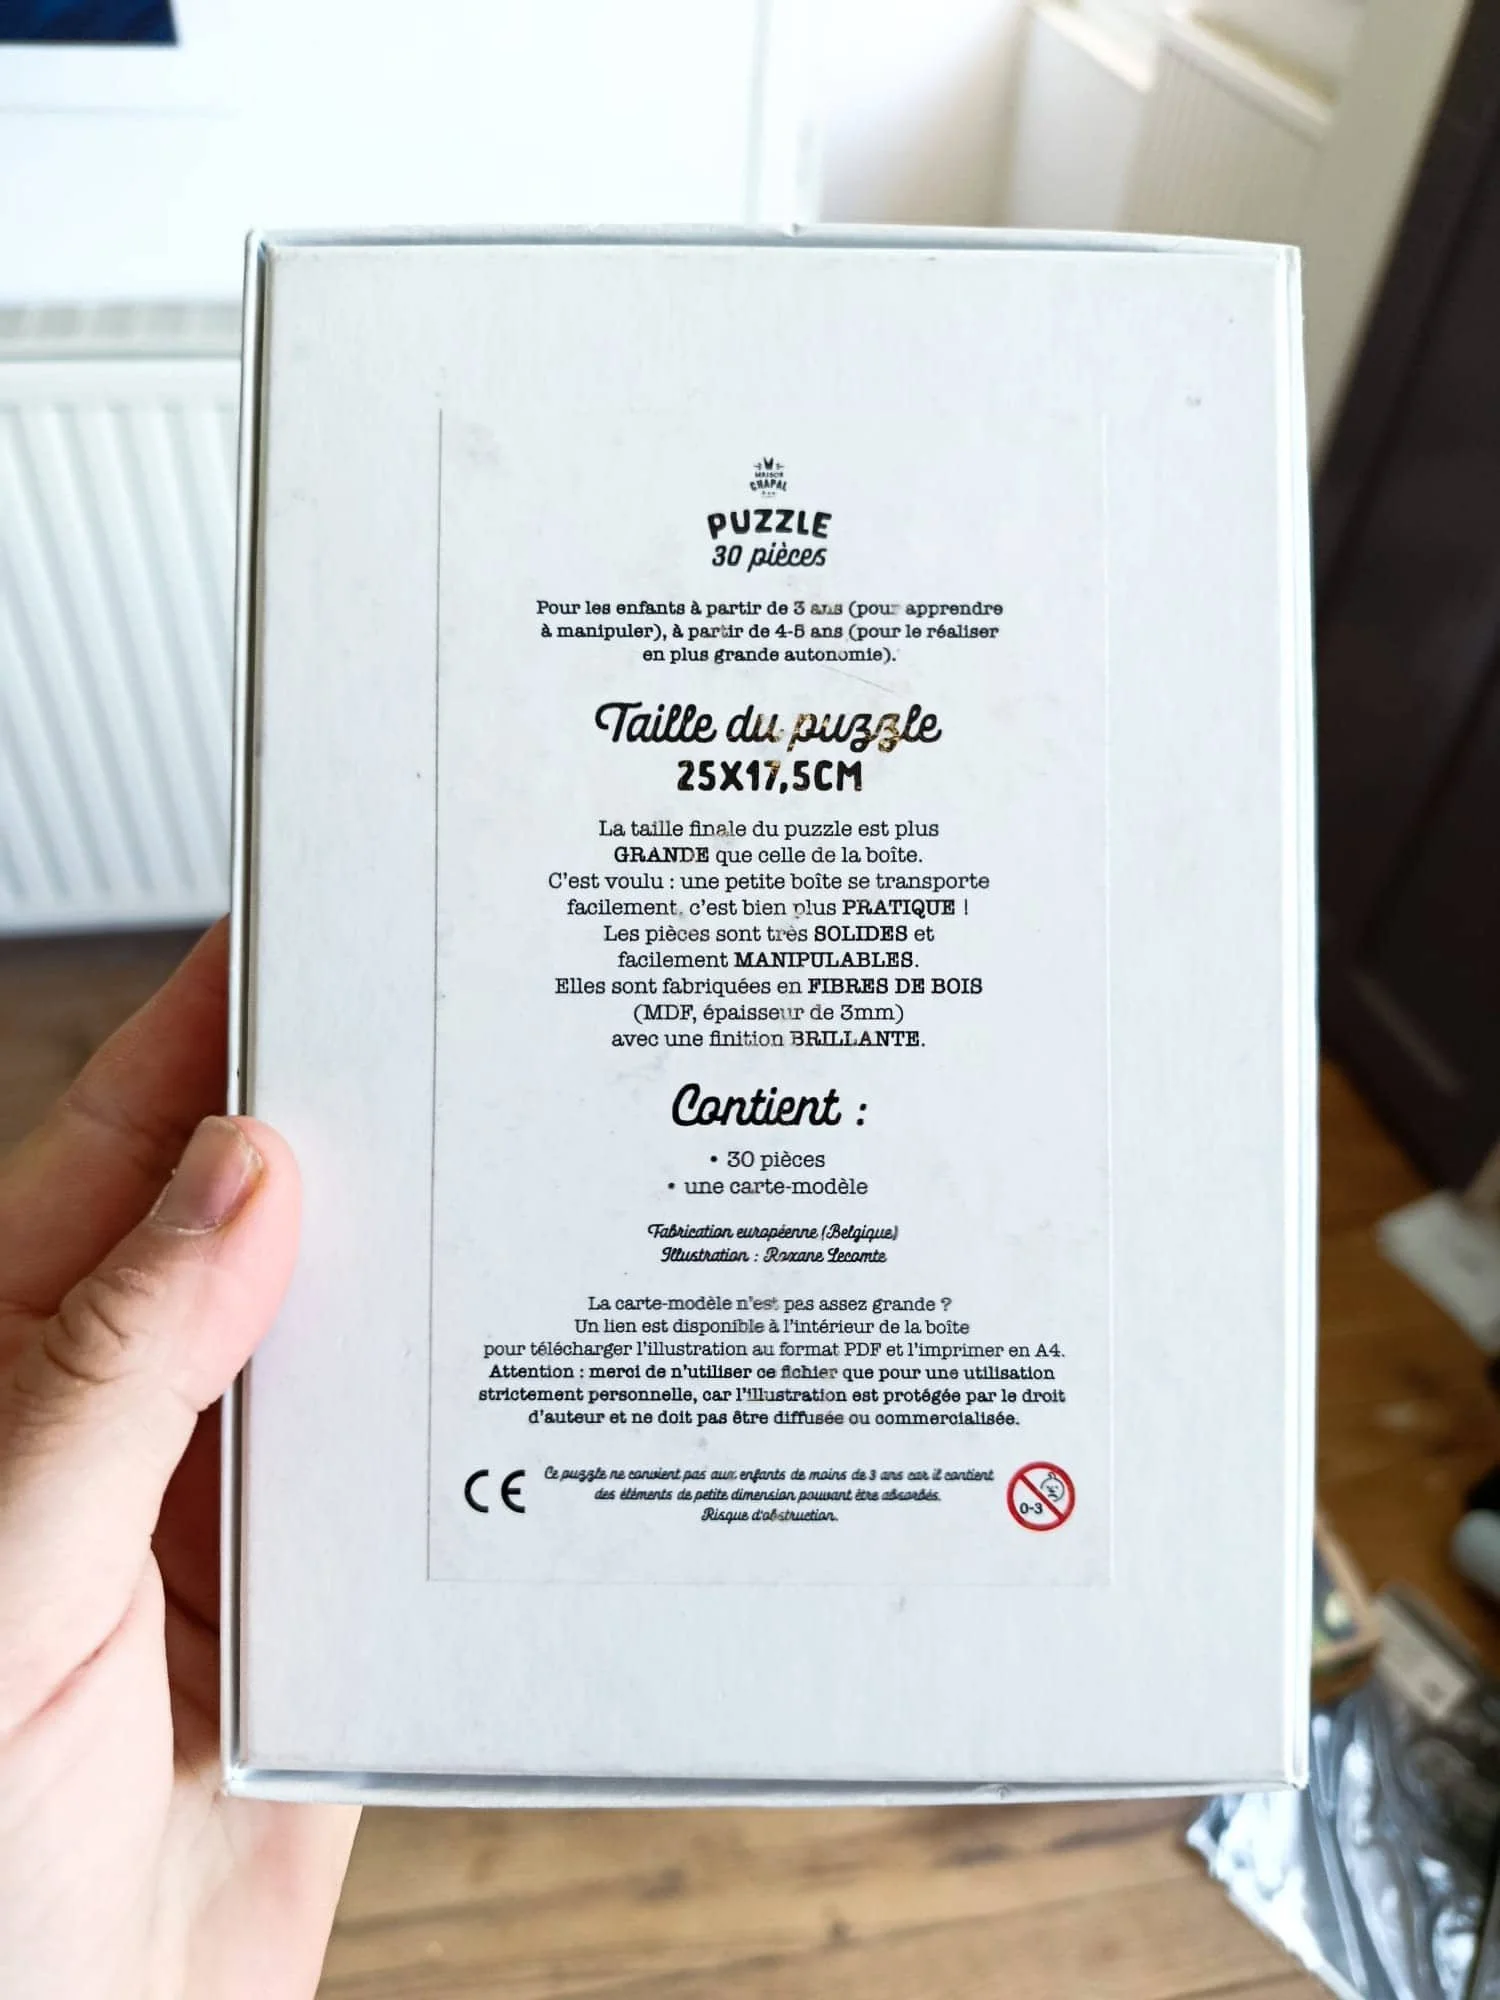 MAISON
CHAPAL
PUZZLE
30 pièces
Pour les enfants à partir de 3 ans (pour apprendre
à manipuler), à partir de 4-5 ans (pour le réaliser
en plus grande autonomie).
Taille du puzzle
25X17,5CM
La taille finale du puzzle est plus
GRANDE que celle de la boîte.
C'est voulu : une petite boîte se transporte
facilement, c'est bien plus PRATIQUE !
Les pièces sont très SOLIDES et
facilement MANIPULABLES.
Elles sont fabriquées en FIBRES DE BOIS
(MDF, épaisseur de 3mm)
avec une finition BRILLANTE.
Contient :
• 30 pièces
• une carte-modèle
Fabrication européenne (Belgique)
Illustration : Roxane Lecomte
La carte-modèle n'est pas assez grande ?
Un lien est disponible à l'intérieur de la boîte
pour télécharger l'illustration au format PDF et l'imprimer en A4.
Attention : merci de n'utiliser ce fichier que pour une utilisation
strictement personnelle, car l'illustration est protégée par le droit
d'auteur et ne doit pas être diffusée ou commercialisée.
CE
Ce puzzle ne convient pas aux enfants de moins de 3 ans car il contient
des éléments de petite dimension pouvant être absorbés.
Risque d'obstruction.
0-3